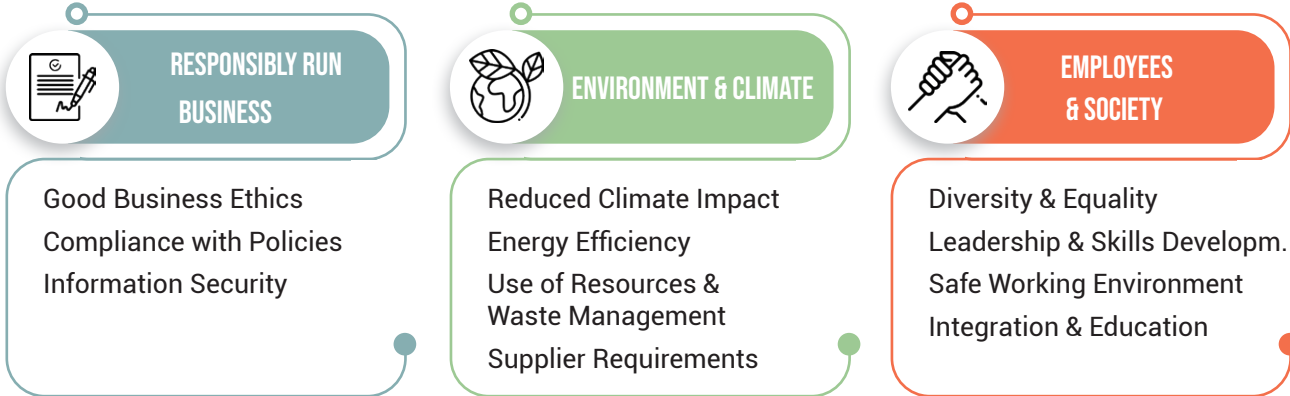 RESPONSIBLY RUN
BUSINESS
Good Business Ethics
Compliance with Policies
Information Security
ENVIRONMENT & CLIMATE
Reduced Climate Impact
Energy Efficiency
Use of Resources &
Waste Management
Supplier Requirements
EMPLOYEES
& SOCIETY
Diversity & Equality
Leadership & Skills Developm.
Safe Working Environment
Integration & Education